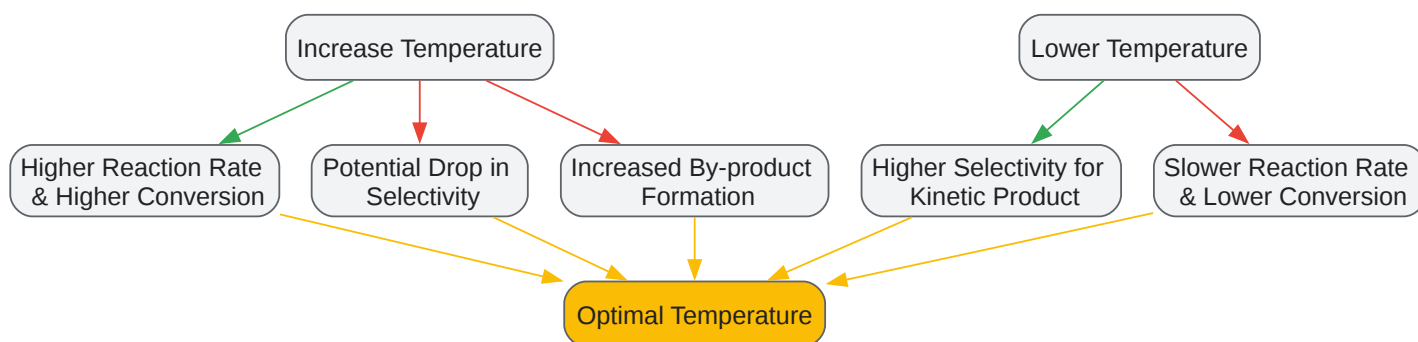 Increase Temperature
Lower Temperature
Higher Reaction Rate
& Higher Conversion
Potential Drop in
Selectivity
Increased By-product
Formation
Higher Selectivity for
Kinetic Product
Slower Reaction Rate
& Lower Conversion
Optimal Temperature